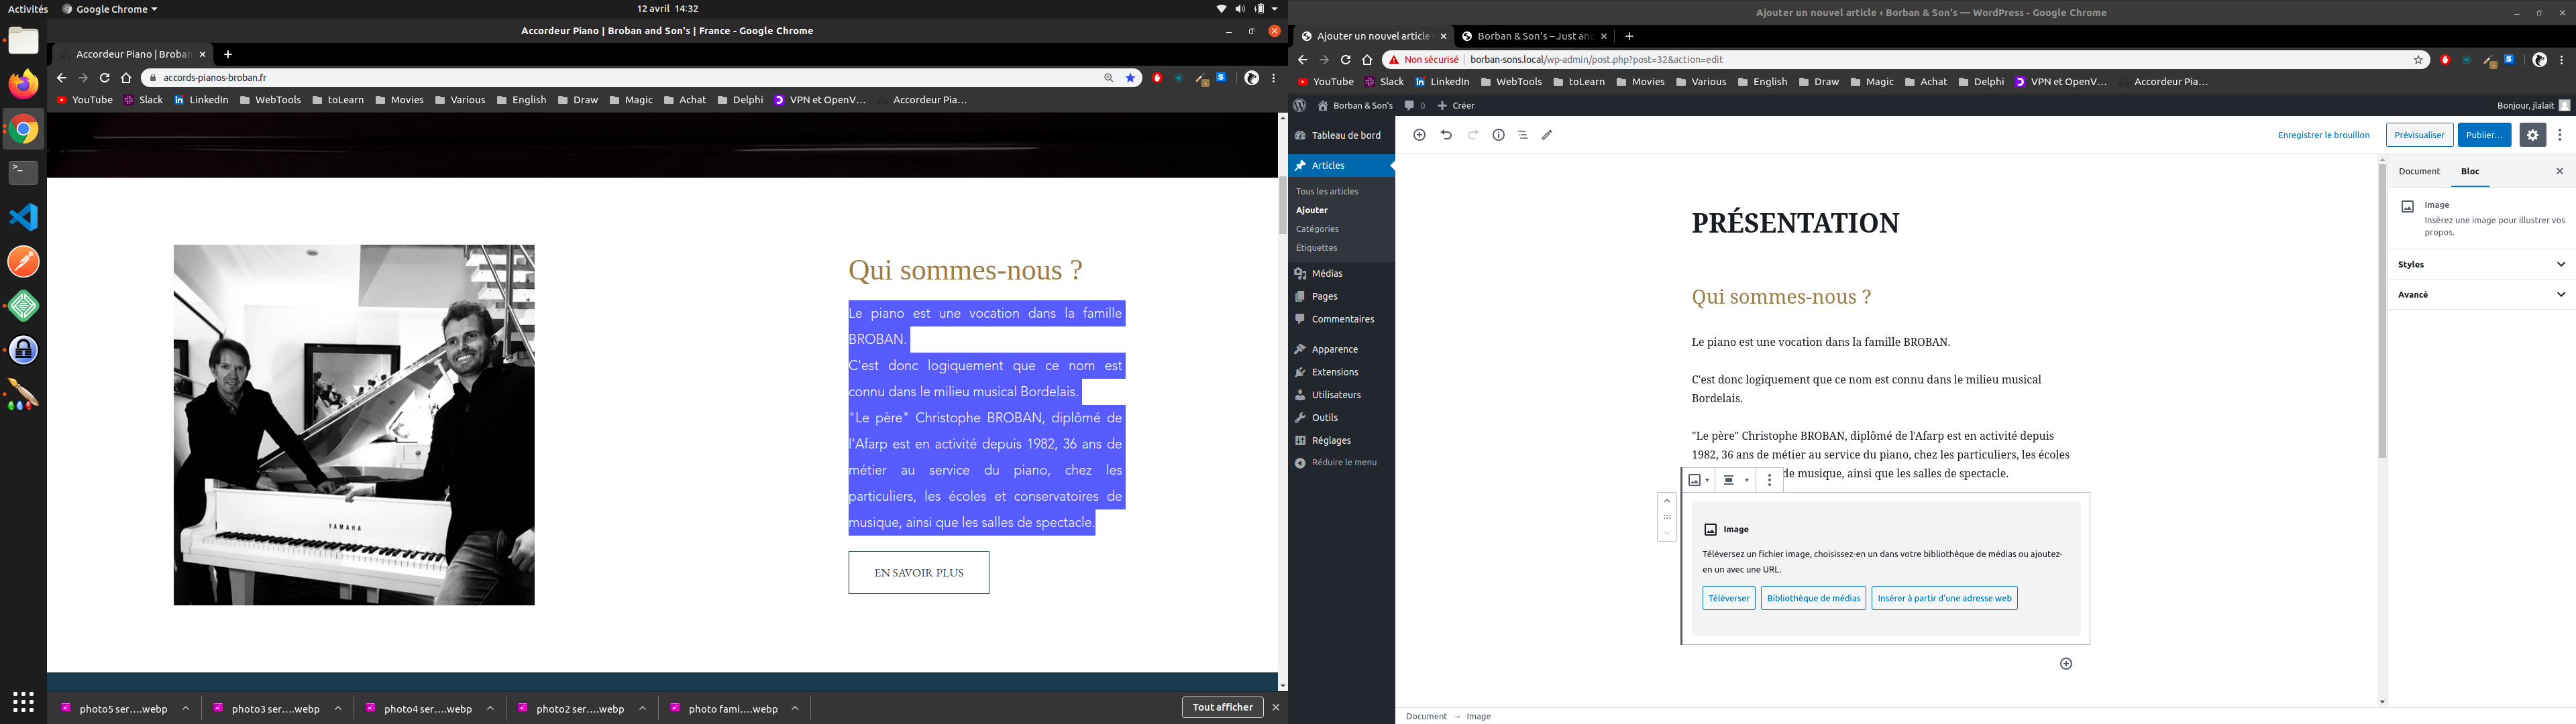 Activités
Google Chrome
12 avril 14:32
Accordeur Piano | Broban and Son's | France - Google Chrome
Accordeur Piano | Broban
accords-pianos-broban.fr
YouTube
Slack
LinkedIn
WebTools
toLearn
Movies
Various
English
Draw
Magic
Achat
Delphi
VPN et OpenV…
Accordeur Pia…
YAMAHA
Qui sommes-nous ?
Le piano est une vocation dans la famille
BROBAN.
C'est donc logiquement que ce nom est
connu dans le milieu musical Bordelais.
"Le père" Christophe BROBAN, diplômé de
l'Afarp est en activité depuis 1982, 36 ans de
métier au service du piano, chez les
particuliers, les écoles et conservatoires de
musique, ainsi que les salles de spectacle.
EN SAVOIR PLUS
photo5 ser….webp
photo3 ser….webp
photo4 ser….webp
photo2 ser….webp
photo fami….webp
Tout afficher
Ajouter un nouvel article ‹ Borban & Son's — WordPress - Google Chrome
Ajouter un nouvel article
Borban & Son's – Just an
Non sécurisé
borban-sons.local/wp-admin/post.php?post=32&action=edit
YouTube
Slack
LinkedIn
WebTools
toLearn
Movies
Various
English
Draw
Magic
Achat
Delphi
VPN et OpenV…
Accordeur Pia…
Borban & Son's
0
Créer
Bonjour, jlalait
Tableau de bord
Articles
Tous les articles
Ajouter
Catégories
Étiquettes
Médias
Pages
Commentaires
Apparence
Extensions
Utilisateurs
Outils
Réglages
Réduire le menu
Enregistrer le brouillon
Prévisualiser
Publier…
PRÉSENTATION
Qui sommes-nous ?
Le piano est une vocation dans la famille BROBAN.
C'est donc logiquement que ce nom est connu dans le milieu musical
Bordelais.
"Le père" Christophe BROBAN, diplômé de l'Afarp est en activité depuis
1982, 36 ans de métier au service du piano, chez les particuliers, les écoles
de musique, ainsi que les salles de spectacle.
Image
Téléversez un fichier image, choisissez-en un dans votre bibliothèque de médias ou ajoutez-
en un avec une URL.
Téléverser
Bibliothèque de médias
Insérer à partir d'une adresse web
Document
Bloc
Image
Insérez une image pour illustrer vos
propos.
Styles
Avancé
Document → Image